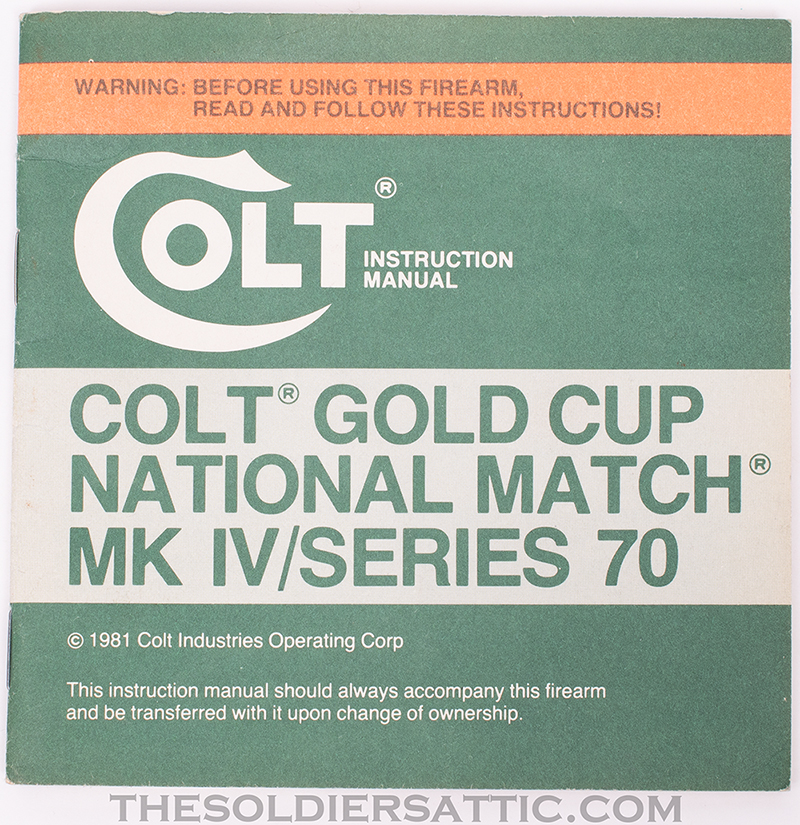 WARNING: BEFORE USING THIS FIREARM,
READ AND FOLLOW THESE INSTRUCTIONS!
COLT®
INSTRUCTION
MANUAL
COLT® GOLD CUP
NATIONAL MATCH®
MK IV/SERIES 70
© 1981 Colt Industries Operating Corp
This instruction manual should always accompany this firearm
and be transferred with it upon change of ownership.
THESOLDIERSATTIC.COM